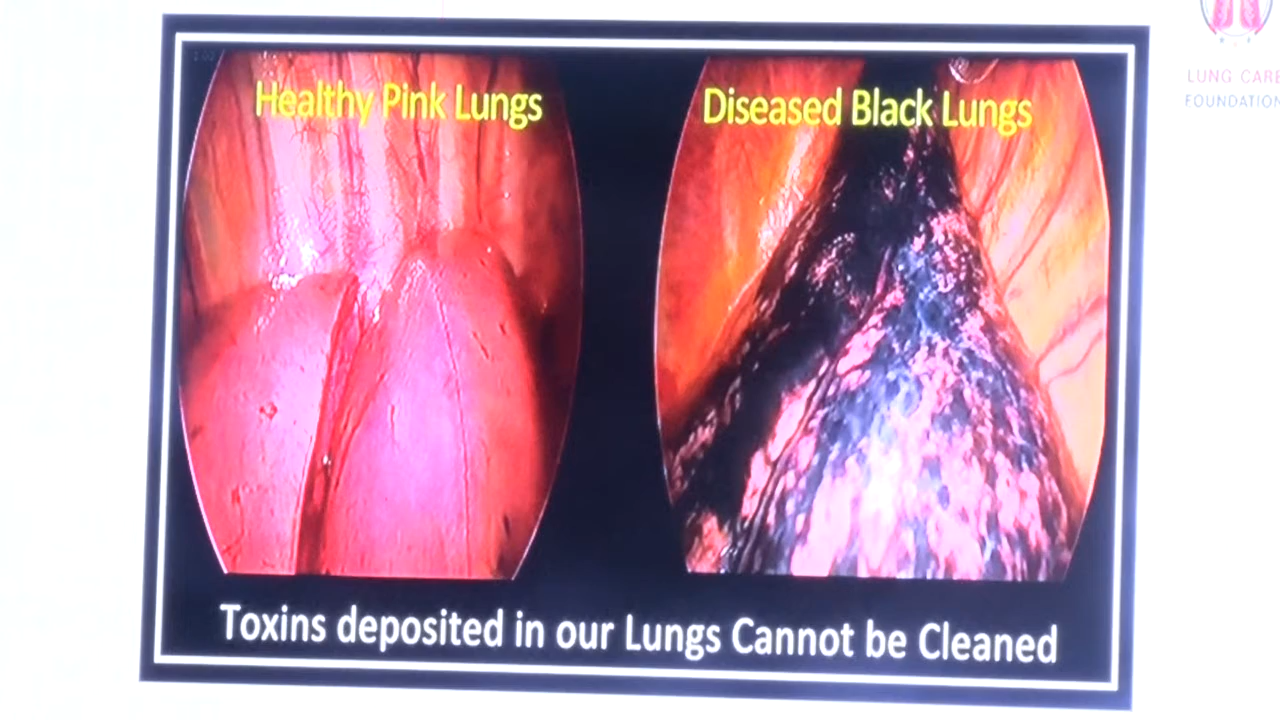 Healthy Pink Lungs
Diseased Black Lungs
Toxins deposited in our Lungs Cannot be Cleaned
LUNG CARE
FOUNDATION